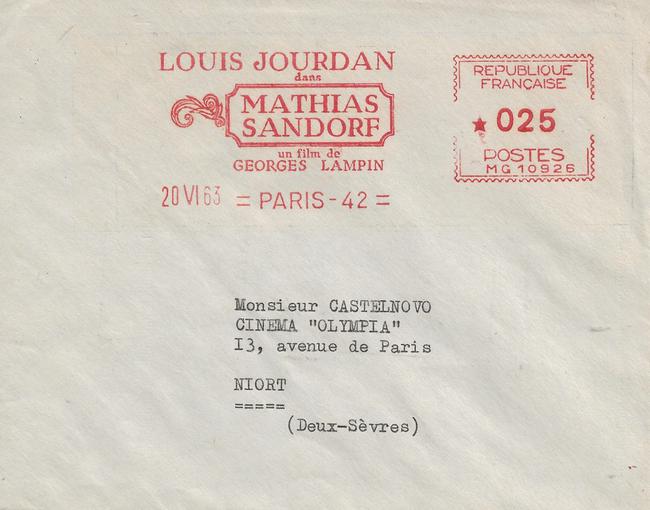 LOUIS JOURDAN
dans
MATHIAS
SANDORF
un film de
GEORGES LAMPIN
20 VI 63 = PARIS - 42 =
REPUBLIQUE
FRANÇAISE
★ 025
POSTES
MG 10926
Monsieur CASTELNOVO
CINEMA "OLYMPIA"
I3, avenue de Paris
NIORT
=====
(Deux-Sèvres)